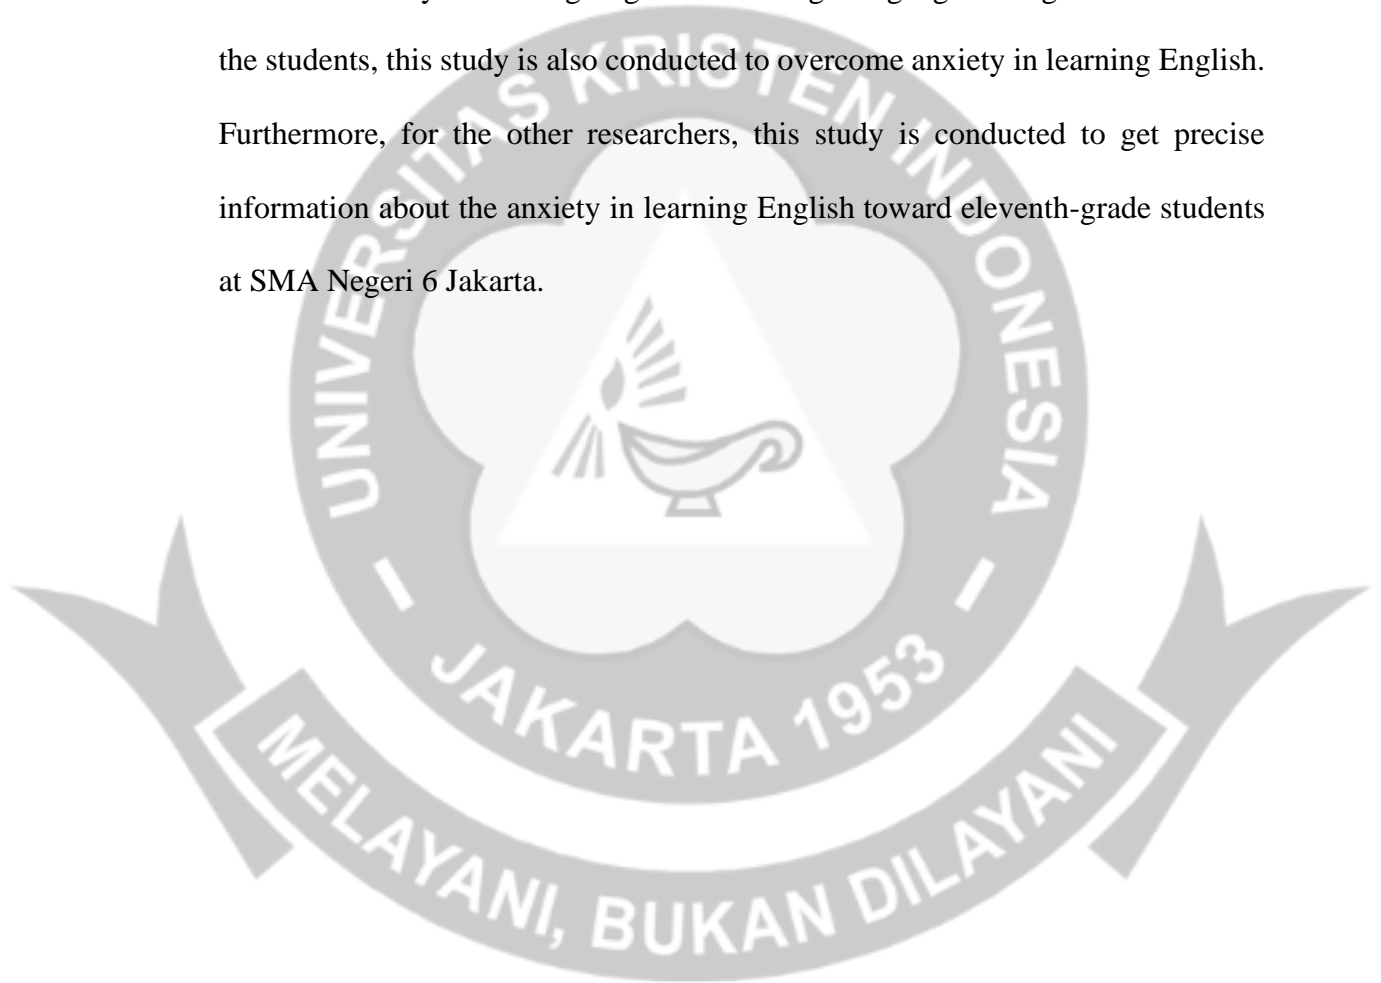 the students, this study is also conducted to overcome anxiety in learning English.
Furthermore, for the other researchers, this study is conducted to get precise
information about the anxiety in learning English toward eleventh-grade students
at SMA Negeri 6 Jakarta.
UNIVERSITAS KRISTEN INDONESIA
JAKARTA 1953
MELAYANI, BUKAN DILAYANI